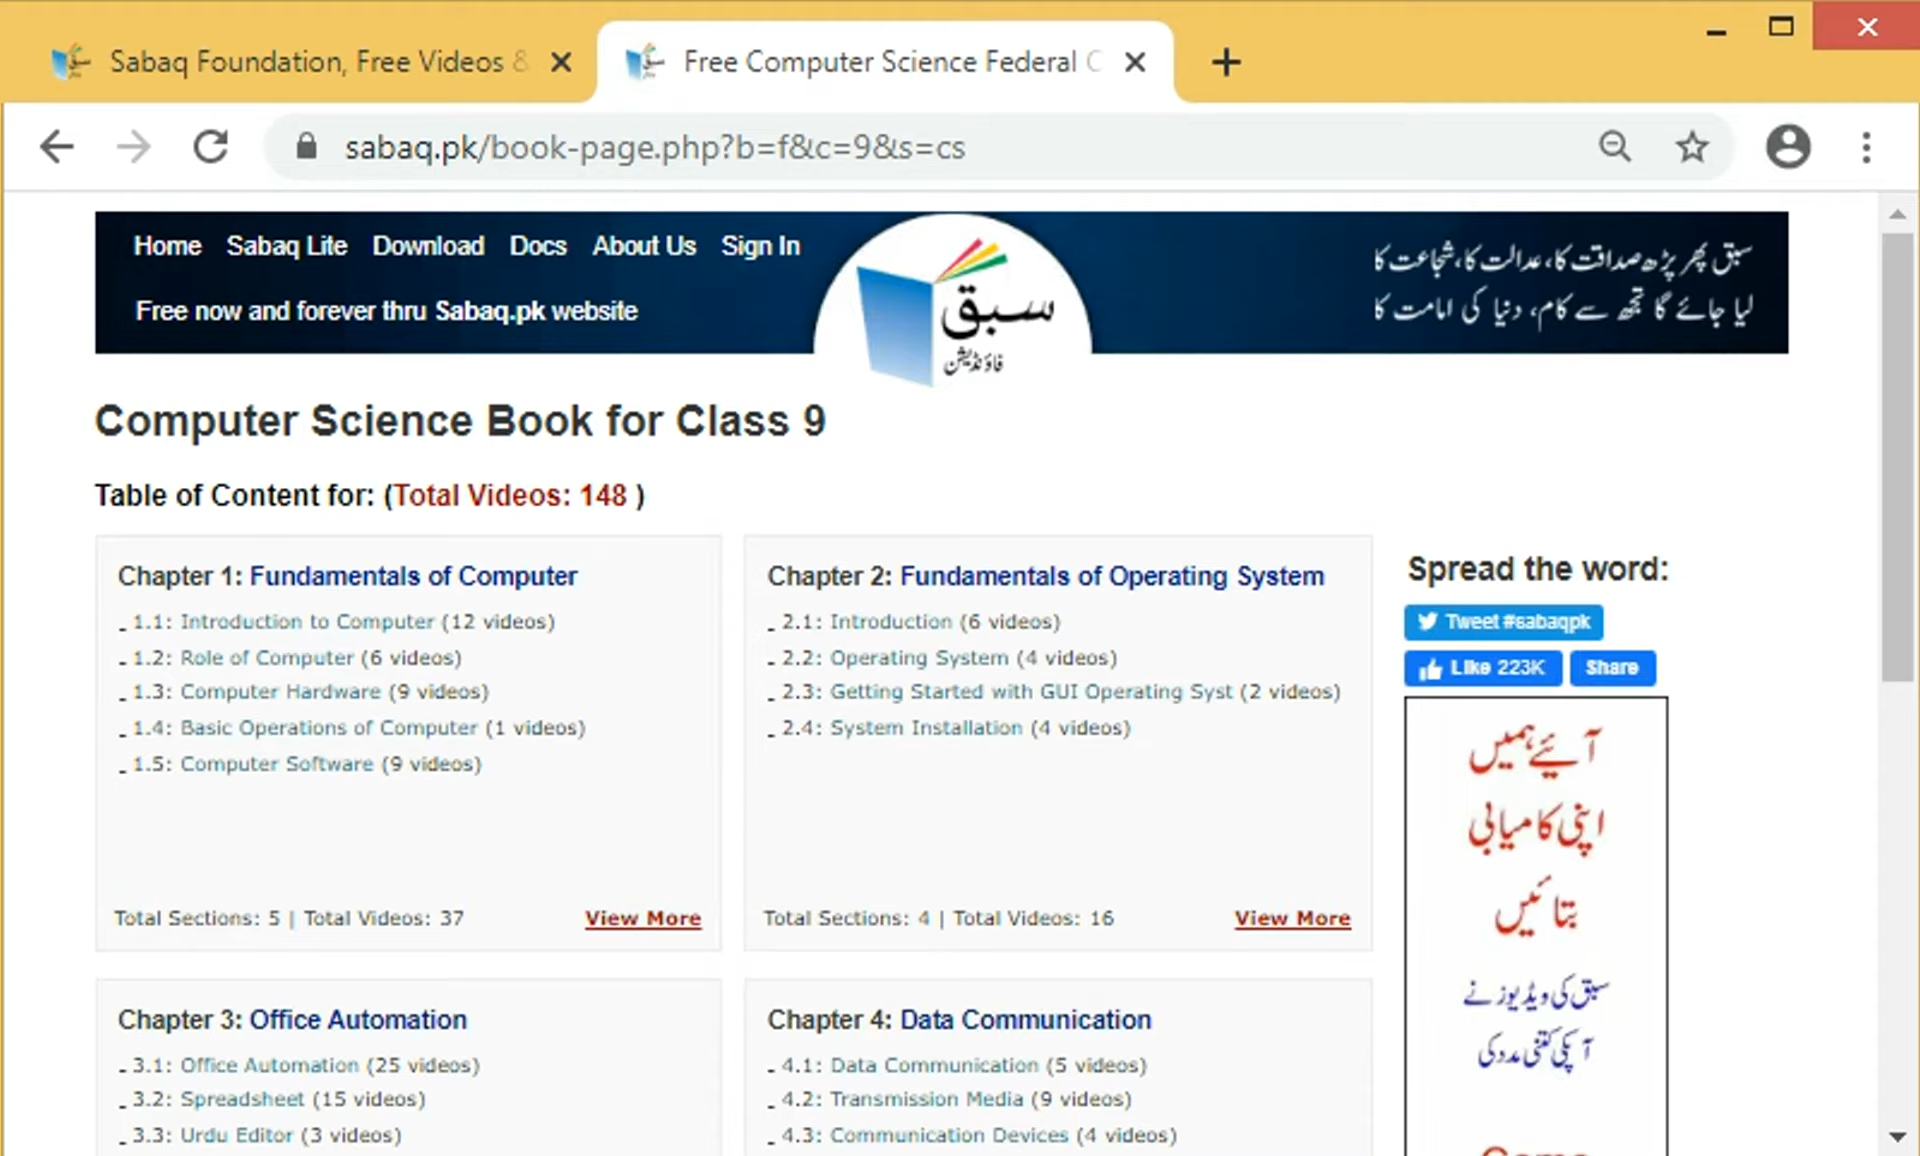 Sabaq Foundation, Free Videos &
Free Computer Science Federal C
sabaq.pk/book-page.php?b=f&c=9&s=cs
Home Sabaq Lite Download Docs About Us Sign In
Free now and forever thru Sabaq.pk website
سبق
فاؤنڈیشن
سبق پھر پڑھ صداقت کا، عدالت کا، شجاعت کا
لیا جائے گا تجھ سے کام، دنیا کی امامت کا
Computer Science Book for Class 9
Table of Content for: (Total Videos: 148 )
Chapter 1: Fundamentals of Computer
1.1: Introduction to Computer (12 videos)
1.2: Role of Computer (6 videos)
1.3: Computer Hardware (9 videos)
1.4: Basic Operations of Computer (1 videos)
1.5: Computer Software (9 videos)
Total Sections: 5 | Total Videos: 37 View More
Chapter 2: Fundamentals of Operating System
2.1: Introduction (6 videos)
2.2: Operating System (4 videos)
2.3: Getting Started with GUI Operating Syst (2 videos)
2.4: System Installation (4 videos)
Total Sections: 4 | Total Videos: 16 View More
Chapter 3: Office Automation
3.1: Office Automation (25 videos)
3.2: Spreadsheet (15 videos)
3.3: Urdu Editor (3 videos)
Chapter 4: Data Communication
4.1: Data Communication (5 videos)
4.2: Transmission Media (9 videos)
4.3: Communication Devices (4 videos)
Spread the word:
Tweet #sabaqpk
Like 223K Share
آیئے ہمیں
اپنی کامیابی
بتائیں
سبق کی ویڈیوز نے
آپکی کتنی مدد کی